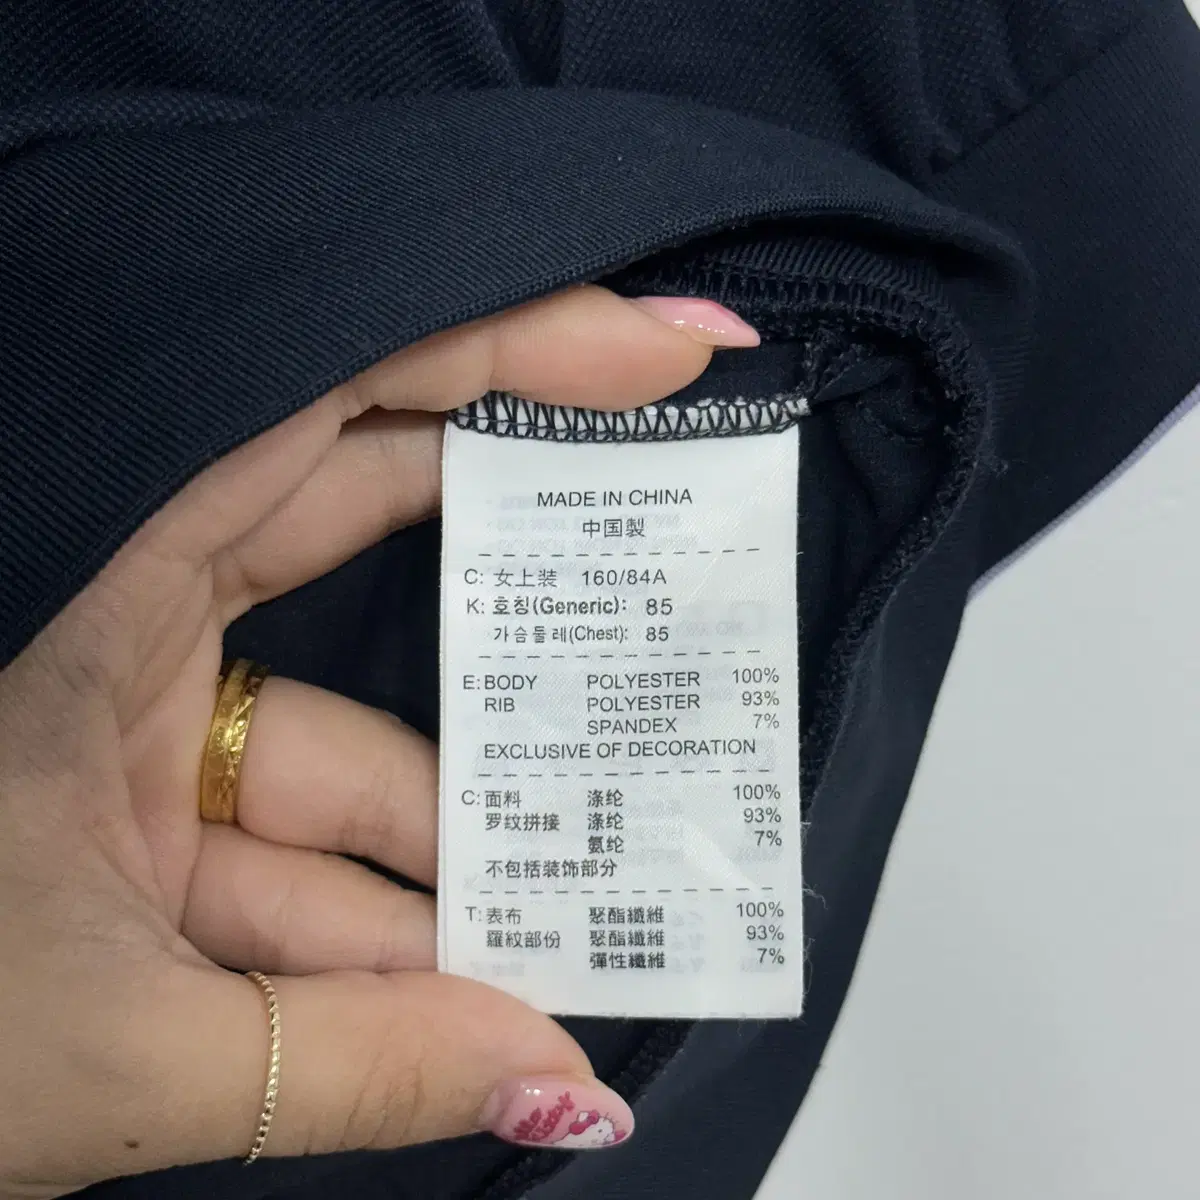 MADE IN CHINA
中国製
C: 女上装 160/84A
K: 호칭(Generic): 85
가슴둘레(Chest): 85
E: BODY POLYESTER 100%
RIB POLYESTER 93%
SPANDEX 7%
EXCLUSIVE OF DECORATION
C: 面料 涤纶 100%
罗纹拼接 涤纶 93%
氨纶 7%
不包括装饰部分
T: 表布 聚酯纖維 100%
羅紋部份 聚酯纖維 93%
彈性纖維 7%